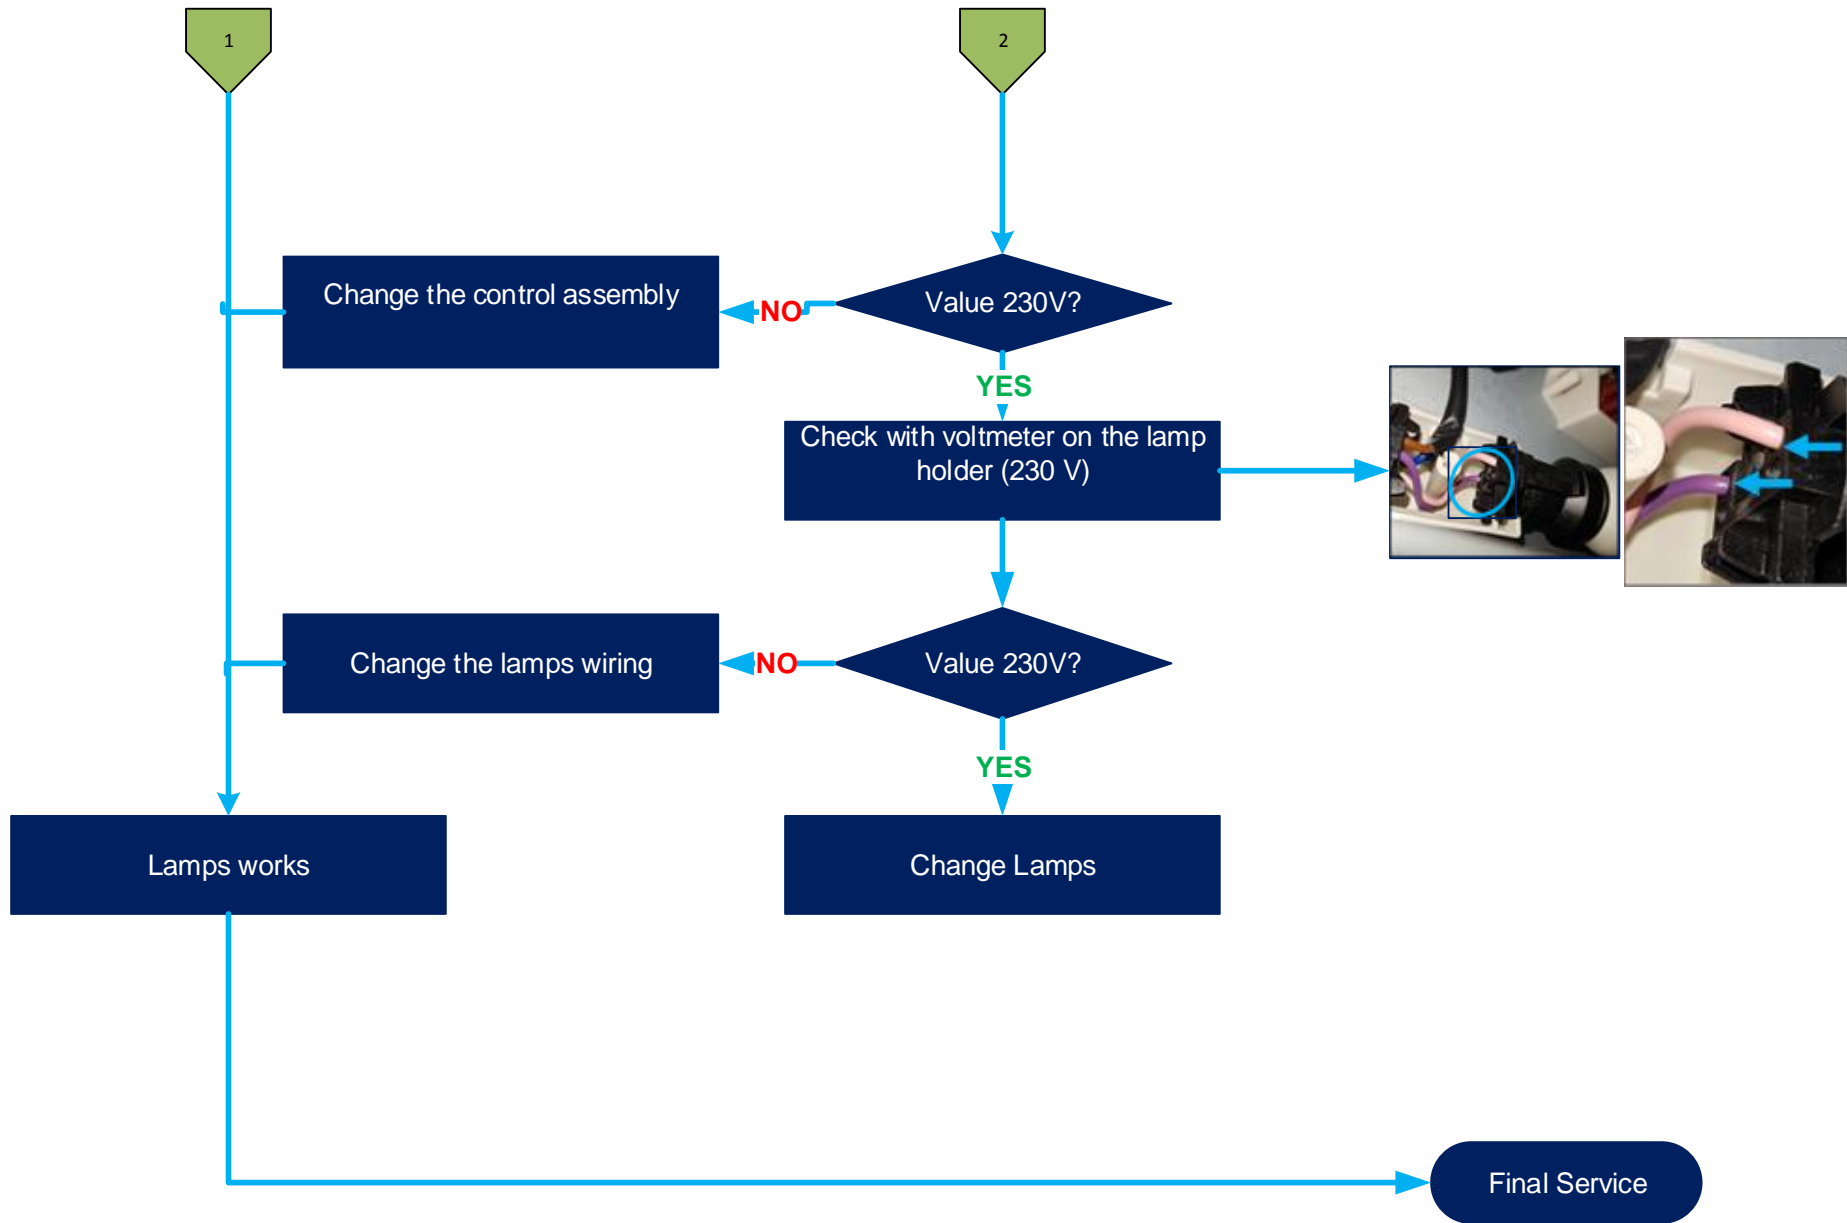 1
2
Change the control assembly
NO
Value 230V?
YES
Check with voltmeter on the lamp
holder (230 V)
Change the lamps wiring
NO
Value 230V?
YES
Lamps works
Change Lamps
Final Service